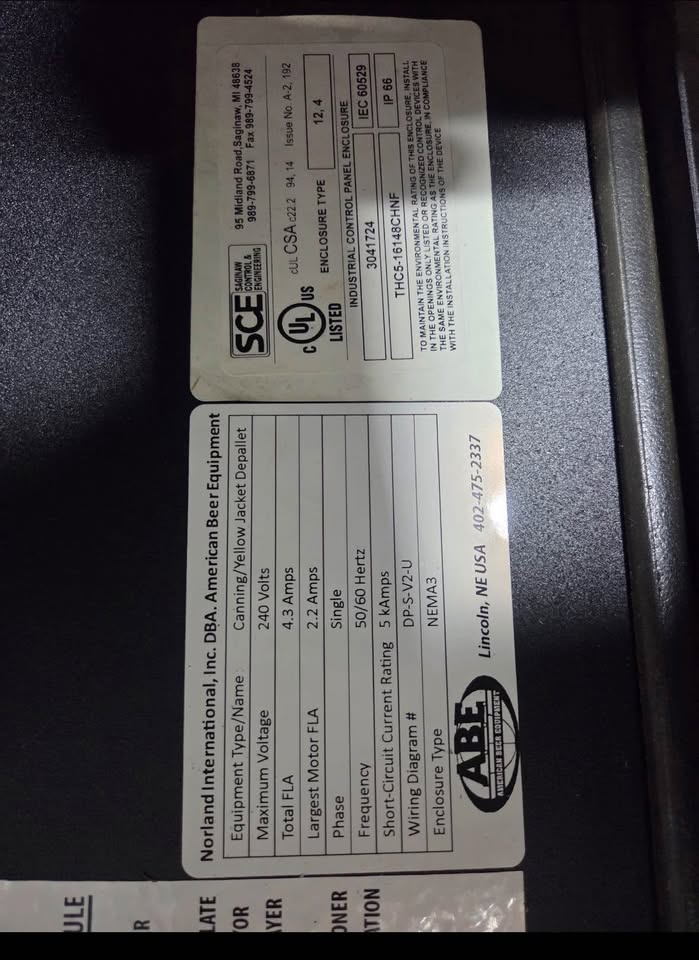 Norland International, Inc. DBA. American Beer Equipment
Equipment Type/Name Canning/Yellow Jacket Depallet
Maximum Voltage 240 Volts
Total FLA 4.3 Amps
Largest Motor FLA 2.2 Amps
Phase Single
Frequency 50/60 Hertz
Short-Circuit Current Rating 5 kAmps
Wiring Diagram # DP-S-V2-U
Enclosure Type NEMA3
ABE
AMERICAN BEER EQUIPMENT
Lincoln, NE USA 402-475-2337
SCE
SAGINAW
CONTROL &
ENGINEERING
95 Midland Road,Saginaw, MI 48638
989-799-6871 Fax 989-799-4524
cUL CSA c22.2 94, 14 Issue No. A-2, 192
C UL US
LISTED
ENCLOSURE TYPE 12, 4
INDUSTRIAL CONTROL PANEL ENCLOSURE
3041724 IEC 60529
THC5-16148CHNF IP 66
TO MAINTAIN THE ENVIRONMENTAL RATING OF THIS ENCLOSURE, INSTALL
IN THE OPENINGS ONLY LISTED OR RECOGNIZED CONTROL DEVICES WITH
THE SAME ENVIRONMENTAL RATING AS THE ENCLOSURE, IN COMPLIANCE
WITH THE INSTALLATION INSTRUCTIONS OF THE DEVICE
ULE
R
LATE
OR
YER
ONER
TION